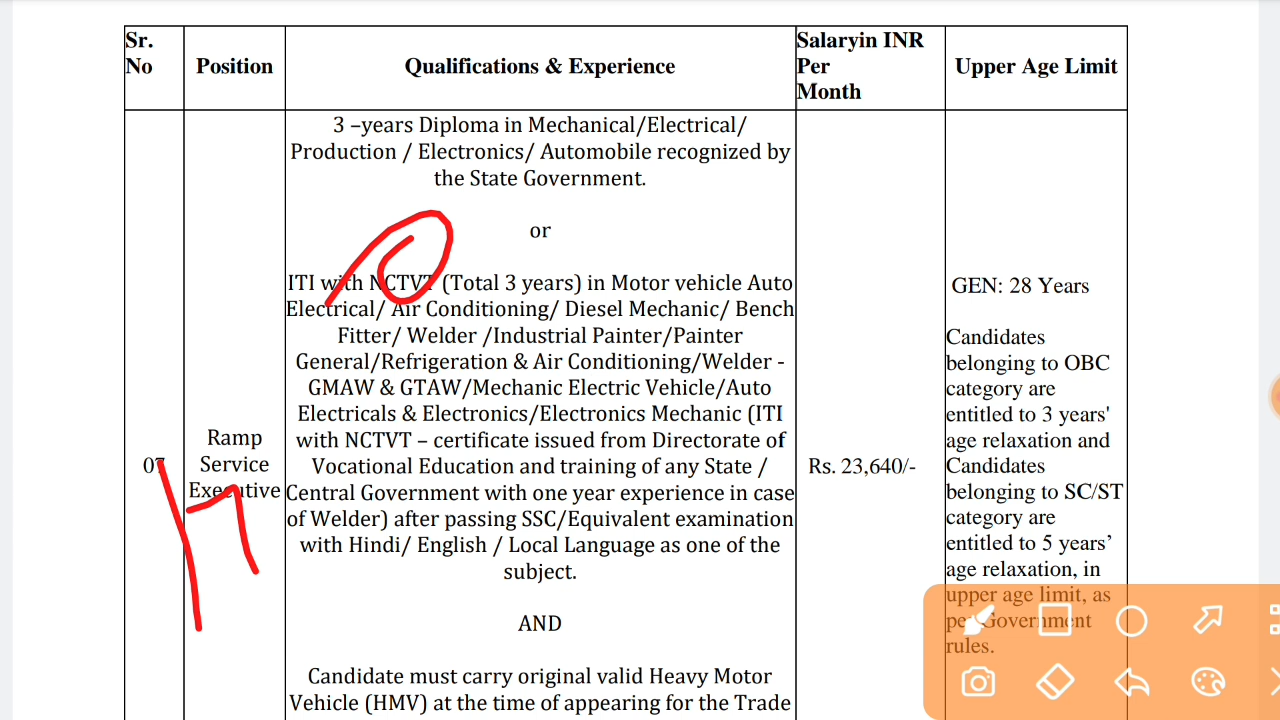 Sr. No
Position
Qualifications & Experience
Salaryin INR Per Month
Upper Age Limit
07
Ramp
Service
Executive
3 –years Diploma in Mechanical/Electrical/
Production / Electronics/ Automobile recognized by
the State Government.
or
ITI with NCTVT (Total 3 years) in Motor vehicle Auto
Electrical/ Air Conditioning/ Diesel Mechanic/ Bench
Fitter/ Welder /Industrial Painter/Painter
General/Refrigeration & Air Conditioning/Welder -
GMAW & GTAW/Mechanic Electric Vehicle/Auto
Electricals & Electronics/Electronics Mechanic (ITI
with NCTVT – certificate issued from Directorate of
Vocational Education and training of any State /
Central Government with one year experience in case
of Welder) after passing SSC/Equivalent examination
with Hindi/ English / Local Language as one of the
subject.
AND
Candidate must carry original valid Heavy Motor
Vehicle (HMV) at the time of appearing for the Trade
Rs. 23,640/-
GEN: 28 Years
Candidates
belonging to OBC
category are
entitled to 3 years'
age relaxation and
Candidates
belonging to SC/ST
category are
entitled to 5 years’
age relaxation, in
upper age limit, as
per Government
rules.